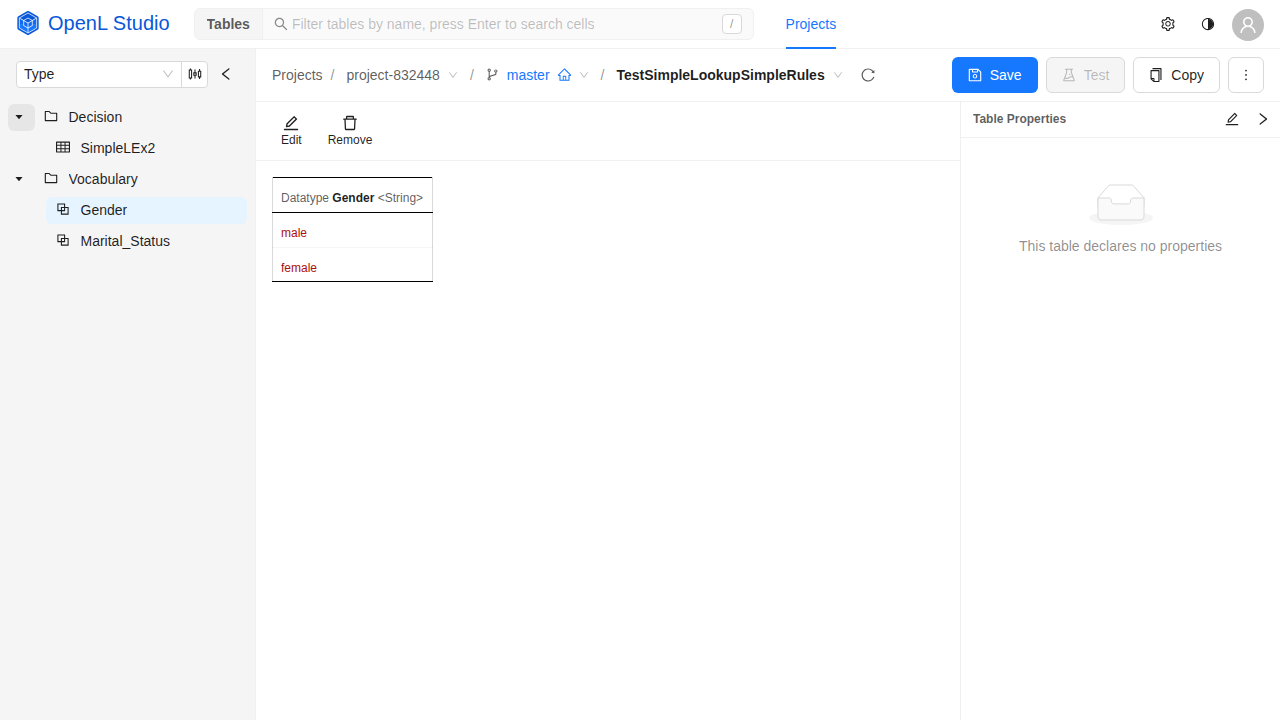 OpenL Studio
Tables
Filter tables by name, press Enter to search cells
/
Projects
Type
Projects / project-832448 / master / TestSimpleLookupSimpleRules
Save
Test
Copy
Decision
SimpleLEx2
Vocabulary
Gender
Marital_Status
Edit
Remove
Datatype Gender <String>
male
female
Table Properties
This table declares no properties